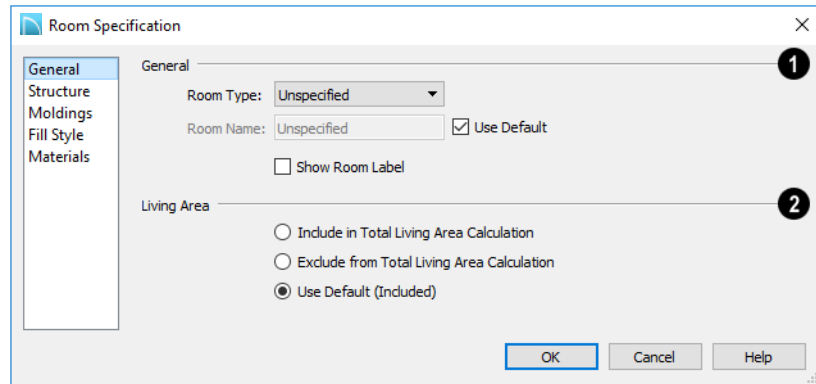 Room Specification
General
Structure
Moldings
Fill Style
Materials
General
1
Room Type: Unspecified
Room Name: Unspecified Use Default
Show Room Label
Living Area
2
Include in Total Living Area Calculation
Exclude from Total Living Area Calculation
Use Default (Included)
OK Cancel Help